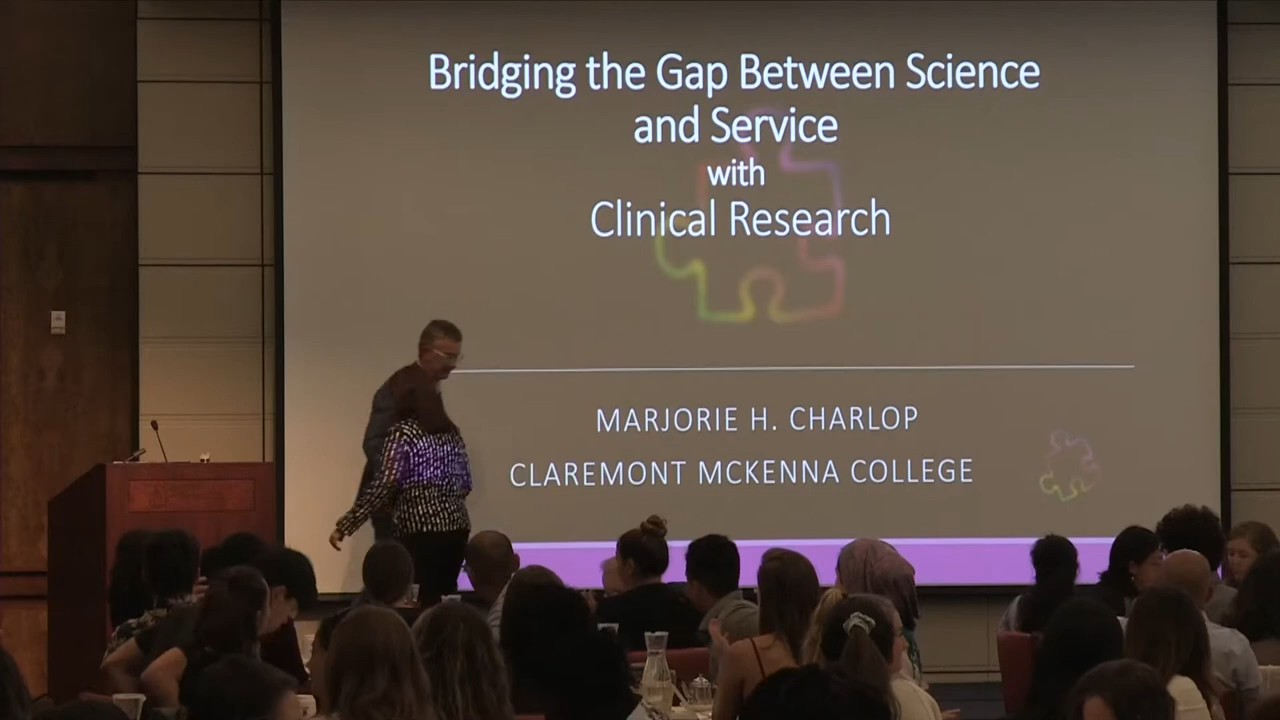 Bridging the Gap Between Science
and Service
with
Clinical Research
MARJORIE H. CHARLOP
CLAREMONT MCKENNA COLLEGE